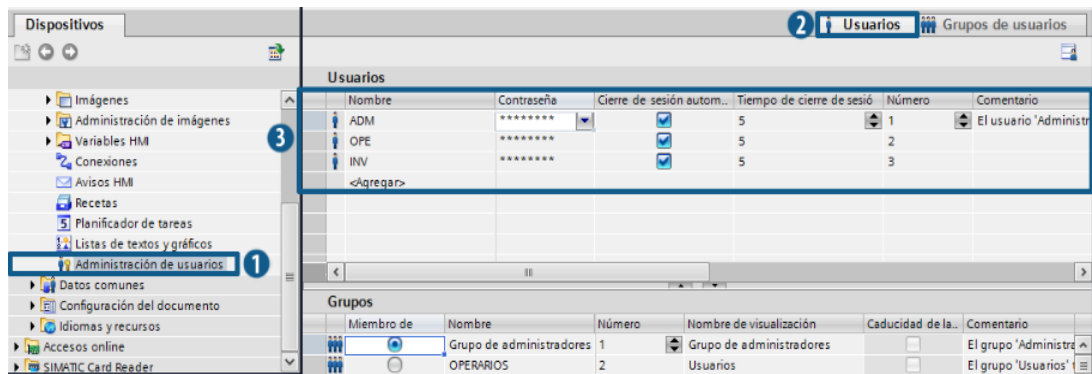 Dispositivos
2 Usuarios Grupos de usuarios
Usuarios
Imágenes
Administración de imágenes
Variables HMI
Conexiones
Avisos HMI
Recetas
5 Planificador de tareas
Listas de textos y gráficos
Administración de usuarios 1
Datos comunes
Configuración del documento
Idiomas y recursos
Accesos online
SIMATIC Card Reader
3
Nombre Contraseña Cierre de sesión autom... Tiempo de cierre de sesió Número Comentario
ADM ******** 5 1 El usuario 'Administr
OPE ******** 5 2
INV ******** 5 3
<Agregar>
Grupos
Miembro de Nombre Número Nombre de visualización Caducidad de la... Comentario
Grupo de administradores 1 Grupo de administradores El grupo 'Administra
OPERARIOS 2 Usuarios El grupo 'Usuarios' t